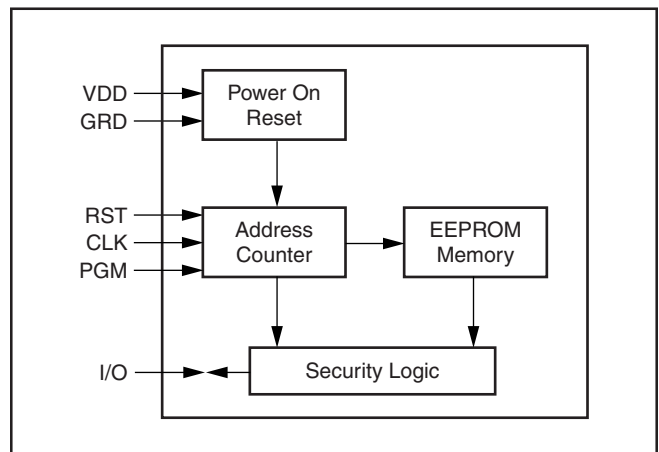 VDD
GRD
Power On
Reset
RST
CLK
PGM
Address
Counter
EEPROM
Memory
I/O
Security Logic